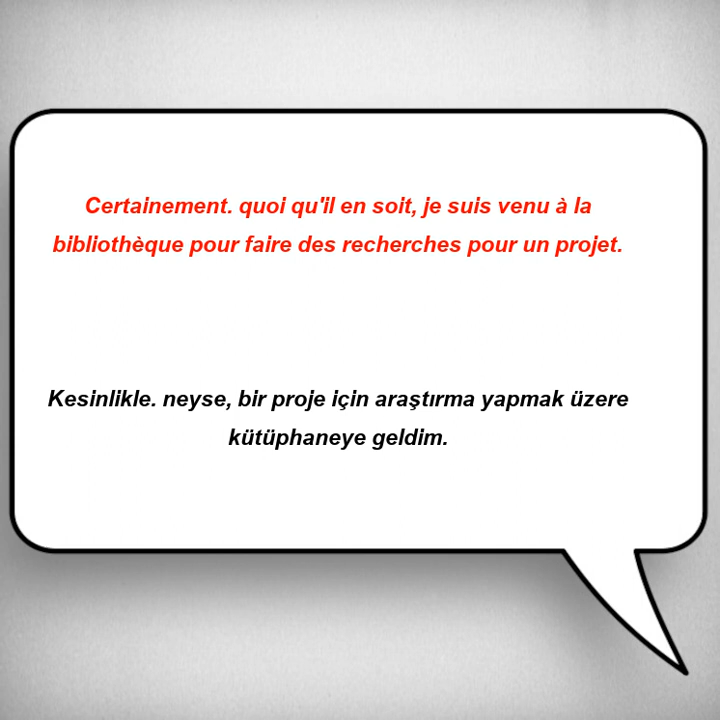 Certainement. quoi qu'il en soit, je suis venu à la
bibliothèque pour faire des recherches pour un projet.
Kesinlikle. neyse, bir proje için araştırma yapmak üzere
kütüphaneye geldim.